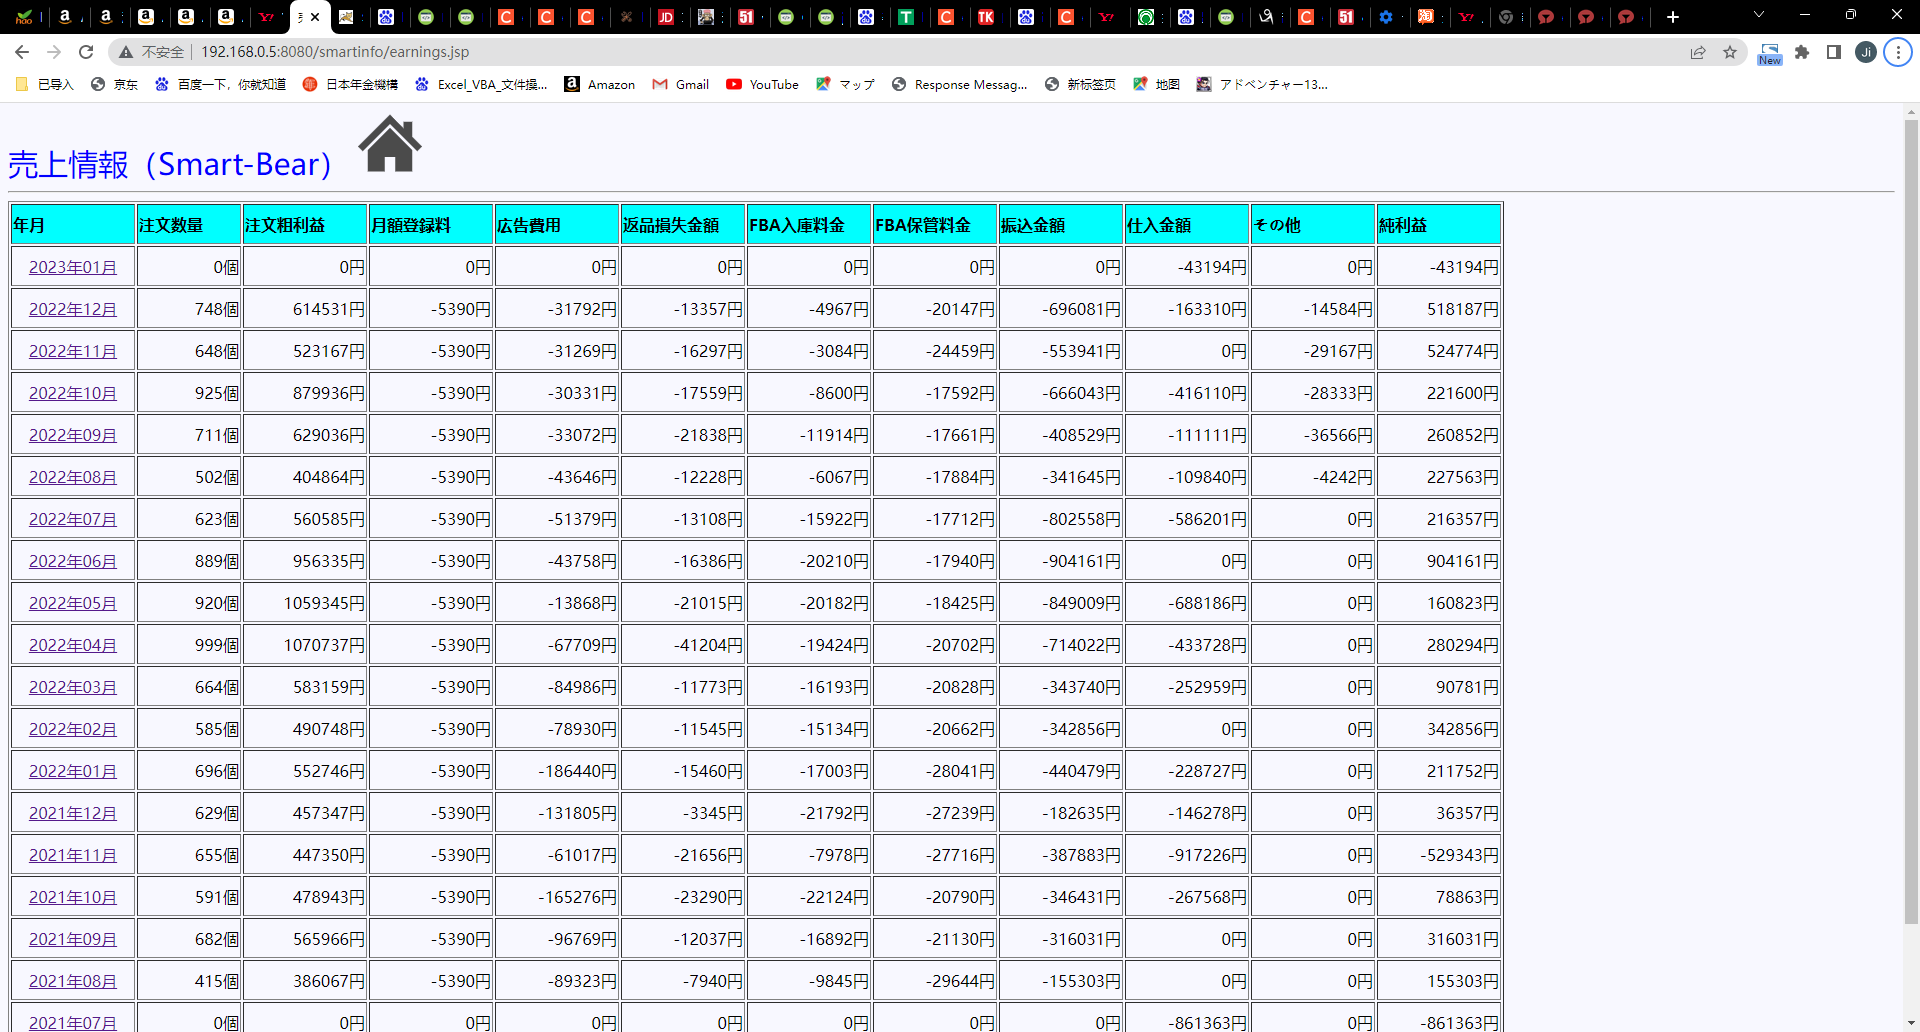 不安全 192.168.0.5:8080/smartinfo/earnings.jsp
New Ji
已导入 京东 百度一下，你就知道 日本年金機構 Excel_VBA_文件操... Amazon Gmail YouTube マップ Response Messag... 新标签页 地图 アドベンチャー13...
売上情報（Smart-Bear）
年月 注文数量 注文粗利益 月額登録料 広告費用 返品損失金額 FBA入庫料金 FBA保管料金 振込金額 仕入金額 その他 純利益
2023年01月 0個 0円 0円 0円 0円 0円 0円 0円 -43194円 0円 -43194円
2022年12月 748個 614531円 -5390円 -31792円 -13357円 -4967円 -20147円 -696081円 -163310円 -14584円 518187円
2022年11月 648個 523167円 -5390円 -31269円 -16297円 -3084円 -24459円 -553941円 0円 -29167円 524774円
2022年10月 925個 879936円 -5390円 -30331円 -17559円 -8600円 -17592円 -666043円 -416110円 -28333円 221600円
2022年09月 711個 629036円 -5390円 -33072円 -21838円 -11914円 -17661円 -408529円 -111111円 -36566円 260852円
2022年08月 502個 404864円 -5390円 -43646円 -12228円 -6067円 -17884円 -341645円 -109840円 -4242円 227563円
2022年07月 623個 560585円 -5390円 -51379円 -13108円 -15922円 -17712円 -802558円 -586201円 0円 216357円
2022年06月 889個 956335円 -5390円 -43758円 -16386円 -20210円 -17940円 -904161円 0円 0円 904161円
2022年05月 920個 1059345円 -5390円 -13868円 -21015円 -20182円 -18425円 -849009円 -688186円 0円 160823円
2022年04月 999個 1070737円 -5390円 -67709円 -41204円 -19424円 -20702円 -714022円 -433728円 0円 280294円
2022年03月 664個 583159円 -5390円 -84986円 -11773円 -16193円 -20828円 -343740円 -252959円 0円 90781円
2022年02月 585個 490748円 -5390円 -78930円 -11545円 -15134円 -20662円 -342856円 0円 0円 342856円
2022年01月 696個 552746円 -5390円 -186440円 -15460円 -17003円 -28041円 -440479円 -228727円 0円 211752円
2021年12月 629個 457347円 -5390円 -131805円 -3345円 -21792円 -27239円 -182635円 -146278円 0円 36357円
2021年11月 655個 447350円 -5390円 -61017円 -21656円 -7978円 -27716円 -387883円 -917226円 0円 -529343円
2021年10月 591個 478943円 -5390円 -165276円 -23290円 -22124円 -20790円 -346431円 -267568円 0円 78863円
2021年09月 682個 565966円 -5390円 -96769円 -12037円 -16892円 -21130円 -316031円 0円 0円 316031円
2021年08月 415個 386067円 -5390円 -89323円 -7940円 -9845円 -29644円 -155303円 0円 0円 155303円
2021年07月 0個 0円 0円 0円 0円 0円 0円 0円 -861363円 0円 -861363円